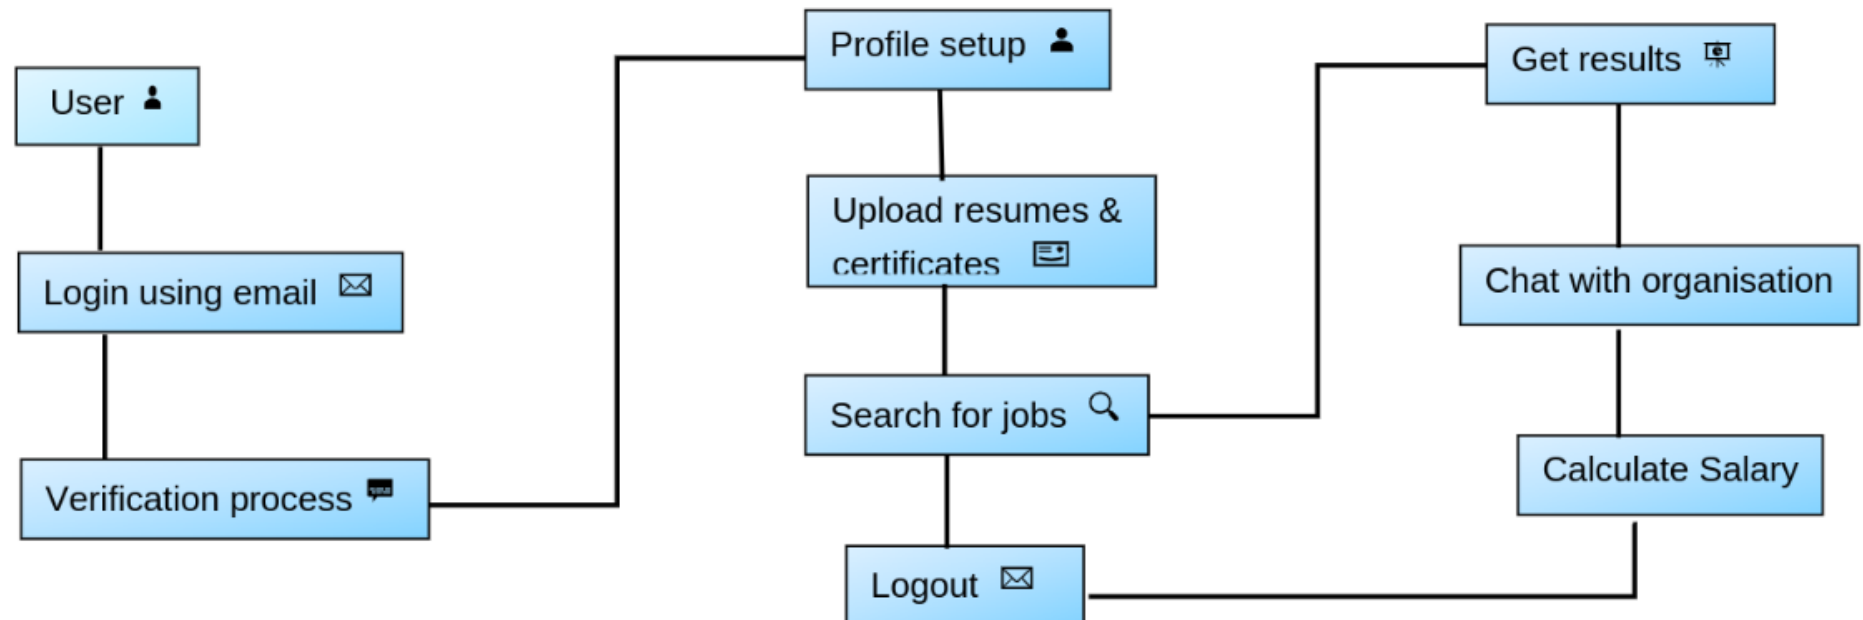 User
Login using email
Verification process
Profile setup
Upload resumes &
certificates
Search for jobs
Logout
Get results
Chat with organisation
Calculate Salary